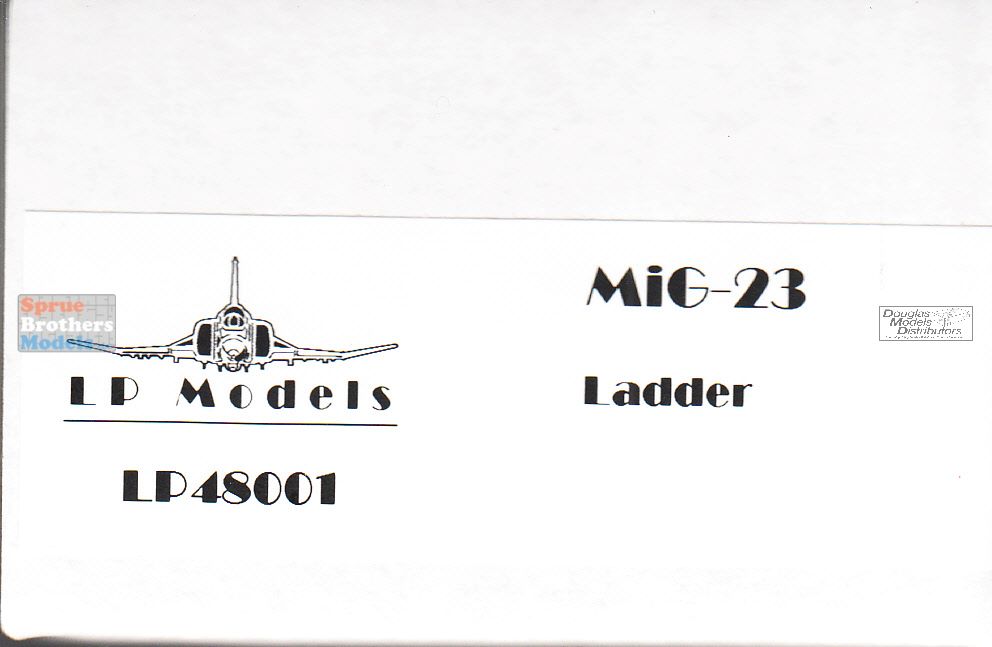 Sprue
Brothers
Models
LP Models
LP48001
MiG-23
Ladder
Douglas
Models
Distributors